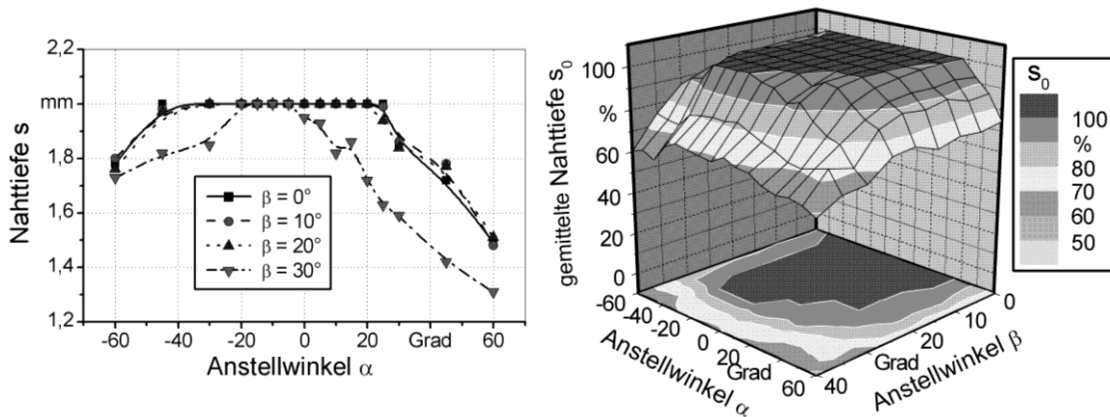 Nahttiefe s
2,2
mm
1,8
1,6
1,4
1,2
β = 0°
β = 10°
β = 20°
β = 30°
-60 -40 -20 0 20 Grad 60
Anstellwinkel α
gemittelte Nahttiefe s0
100
%
60
40
20
0
-60
-40
-20
0
20
Grad
60
Anstellwinkel α
40
Grad
20
10
0
Anstellwinkel β
s0
100
%
80
70
60
50